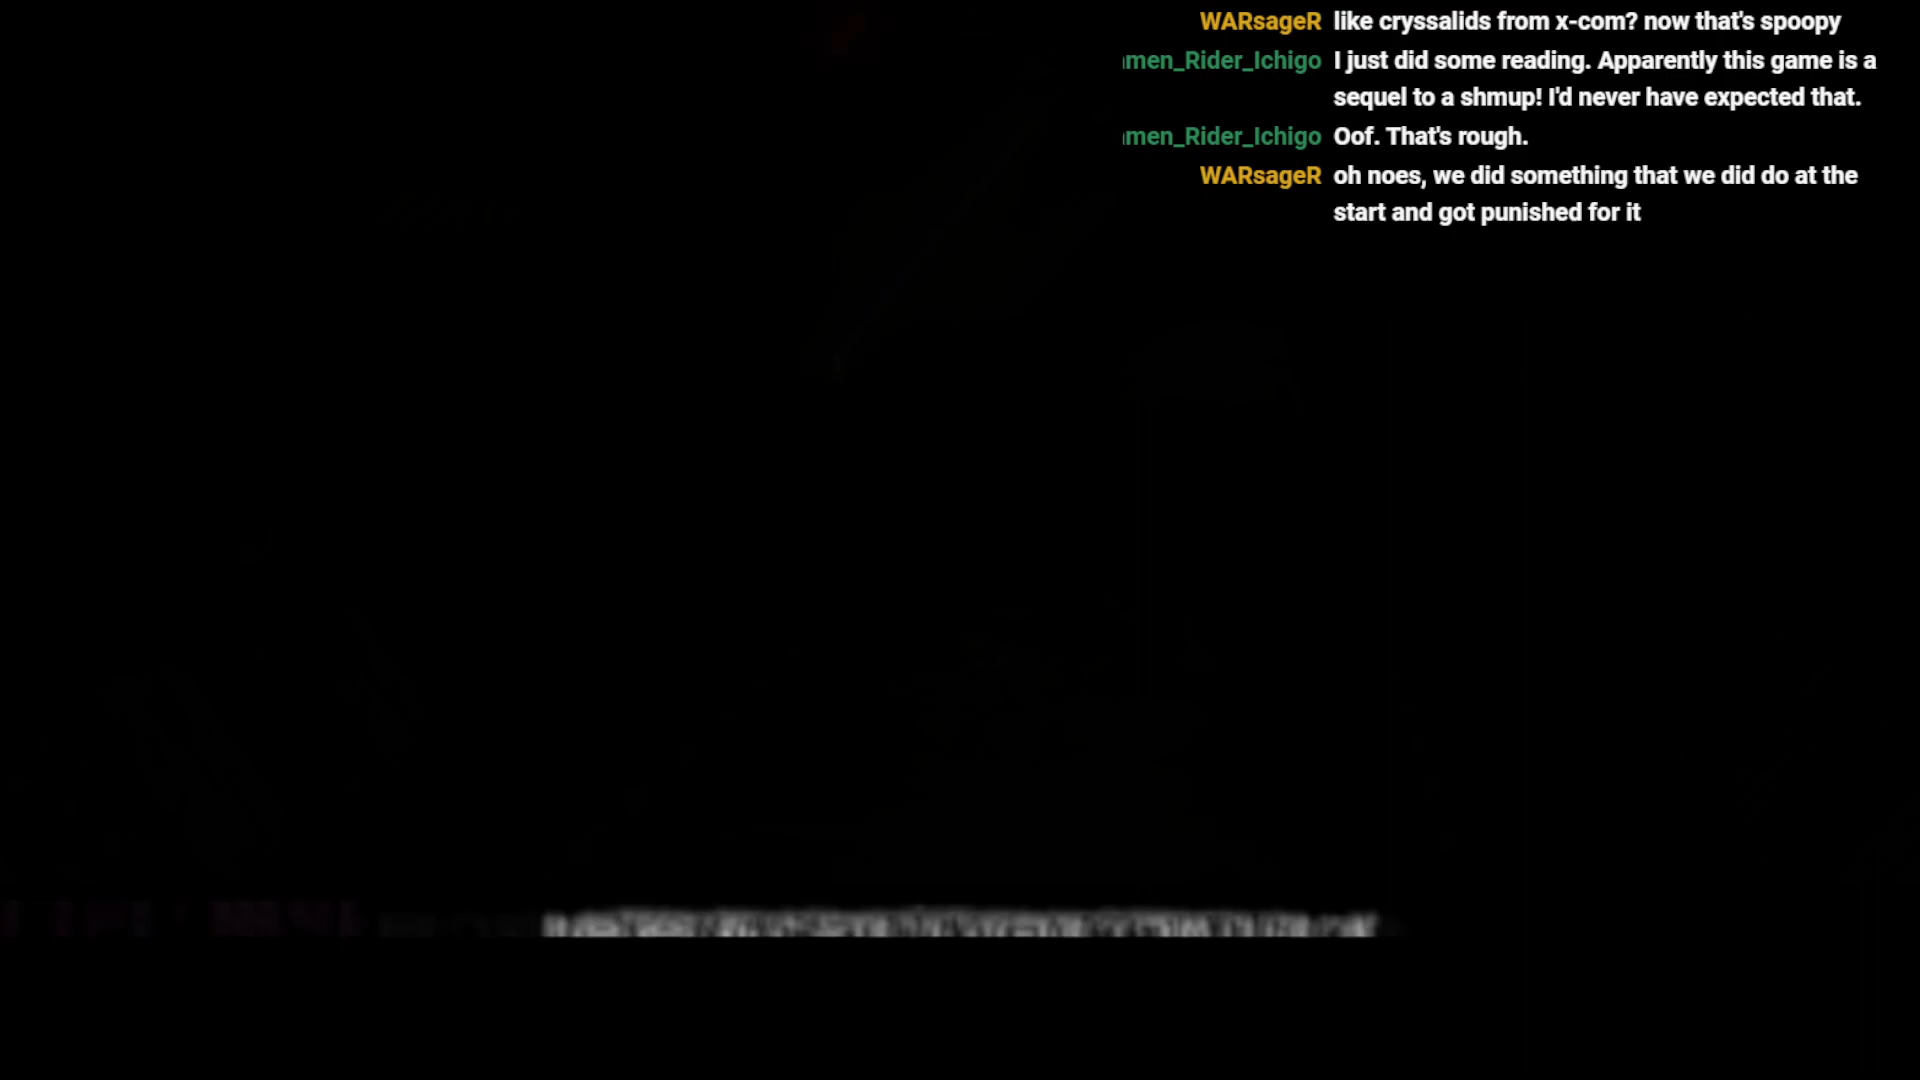 WARsageR like cryssalids from x-com? now that's spoopy
men_Rider_Ichigo I just did some reading. Apparently this game is a
sequel to a shmup! I'd never have expected that.
men_Rider_Ichigo Oof. That's rough.
WARsageR oh noes, we did something that we did do at the
start and got punished for it